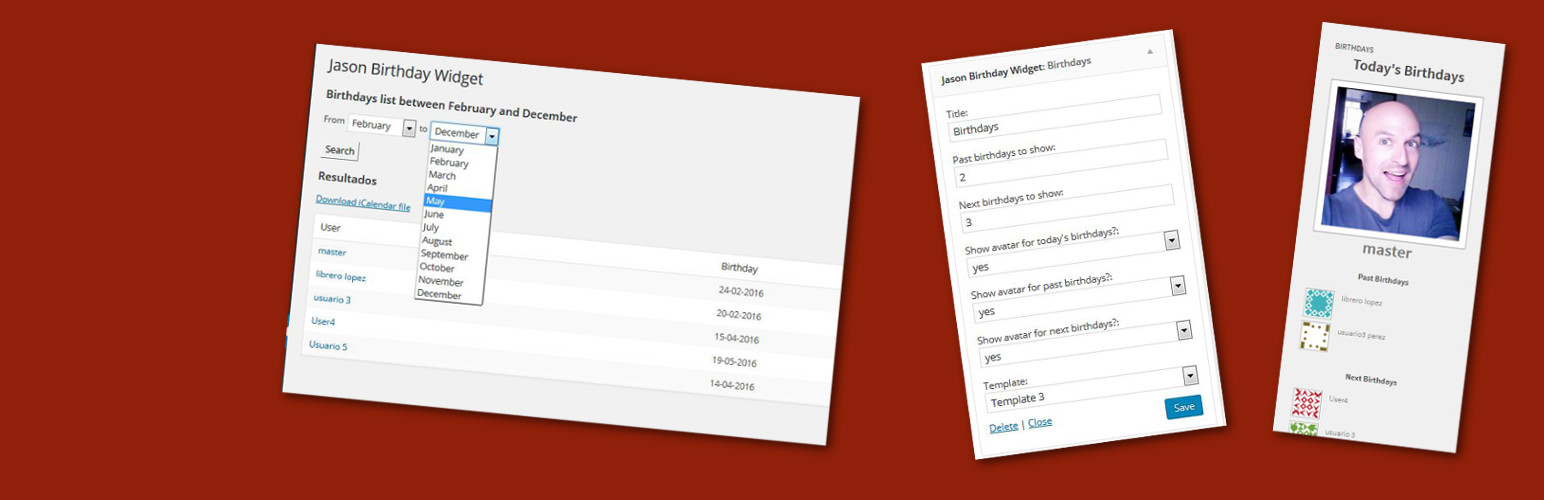 Jason Birthday Widget
Birthdays list between February and December
From February to December
January
February
March
April
May
June
July
August
September
October
November
December
Search
Resultados
Download iCalendar file
User Birthday
master 24-02-2016
librero lopez 20-02-2016
usuario 3 15-04-2016
User4 19-05-2016
Usuario 5 14-04-2016
Jason Birthday Widget: Birthdays
Title:
Birthdays
Past birthdays to show:
2
Next birthdays to show:
3
Show avatar for today's birthdays?:
yes
Show avatar for past birthdays?:
yes
Show avatar for next birthdays?:
yes
Template:
Template 3
Delete | Close
Save
BIRTHDAYS
Today's Birthdays
master
Past Birthdays
librero lopez
usuario5 perez
Next Birthdays
User4
usuario 3